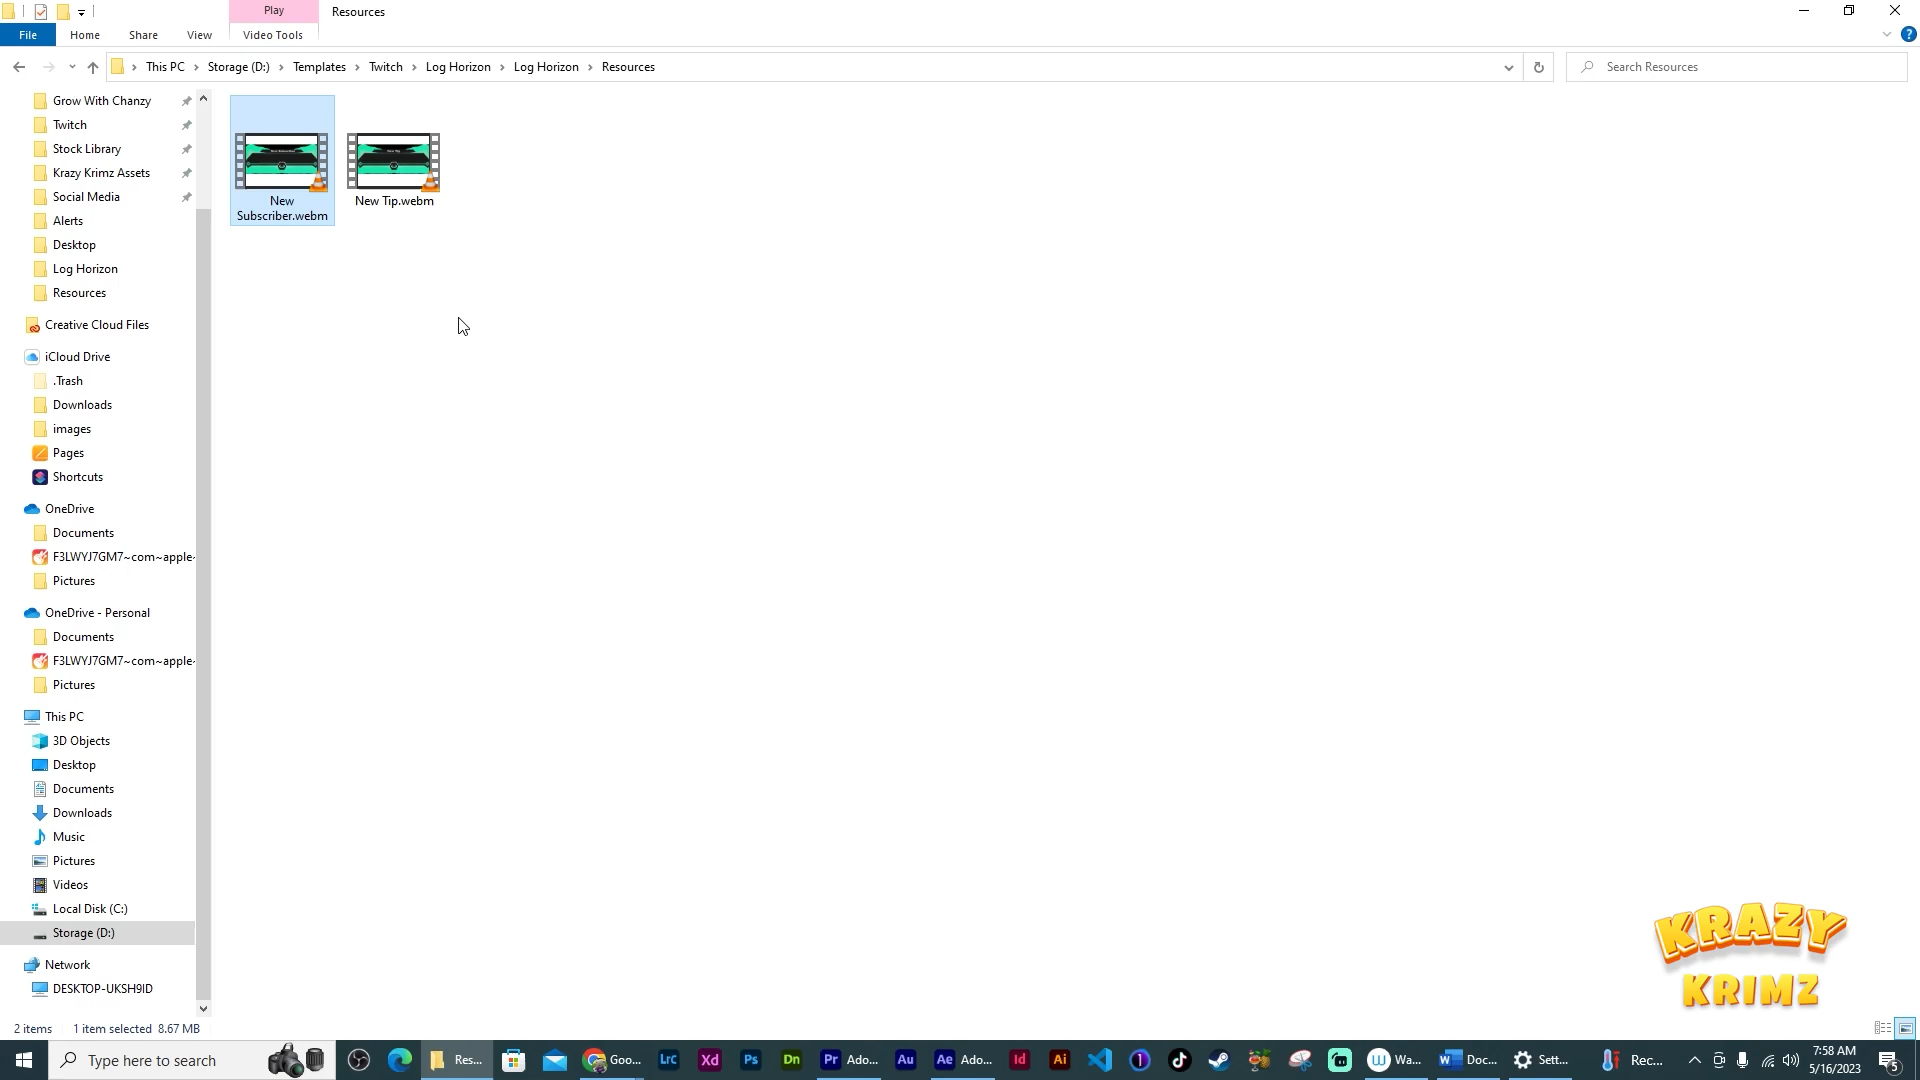 Play
Resources
File
Home
Share
View
Video Tools
This PC
Storage (D:)
Templates
Twitch
Log Horizon
Log Horizon
Resources
Search Resources
Grow With Chanzy
Twitch
Stock Library
Krazy Krimz Assets
Social Media
Alerts
Desktop
Log Horizon
Resources
Creative Cloud Files
iCloud Drive
.Trash
Downloads
images
Pages
Shortcuts
OneDrive
Documents
F3LWYJ7GM7~com~apple~
Pictures
OneDrive - Personal
Documents
F3LWYJ7GM7~com~apple~
Pictures
This PC
3D Objects
Desktop
Documents
Downloads
Music
Pictures
Videos
Local Disk (C:)
Storage (D:)
Network
DESKTOP-UKSH9ID
New
Subscriber.webm
New Tip.webm
KRAZY
KRIMZ
2 items
1 item selected 8.67 MB
Type here to search
Res...
Goo...
LrC
Xd
Ps
Dn
Pr
Ado...
Au
Ae
Ado...
Id
Ai
Wa...
Doc...
Sett...
Rec...
7:58 AM
5/16/2023
5